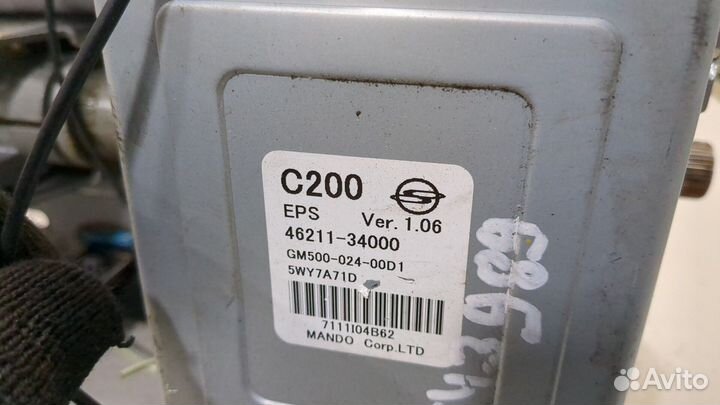 C200
EPS Ver. 1.06
46211-34000
GM500-024-00D1
5WY7A71D
7111I04B62
MANDO Corp.LTD
Avito